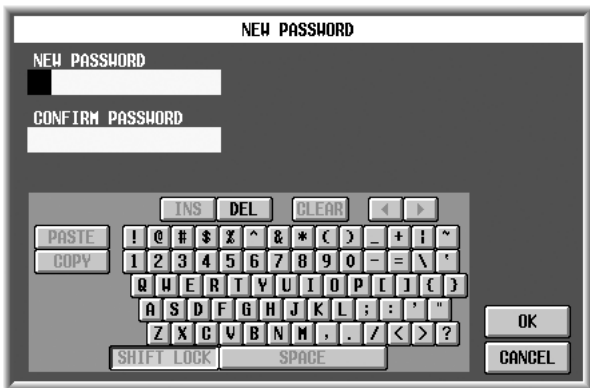 NEW PASSWORD
NEW PASSWORD
CONFIRM PASSWORD
INS DEL CLEAR
PASTE ! @ # $ % ^ & * ( ) _ + ¦ ~
COPY 1 2 3 4 5 6 7 8 9 0 - = \ `
Q W E R T Y U I O P [ ] { }
A S D F G H J K L ; : ' "
Z X C V B N M , . / < > ?
SHIFT LOCK SPACE
OK
CANCEL